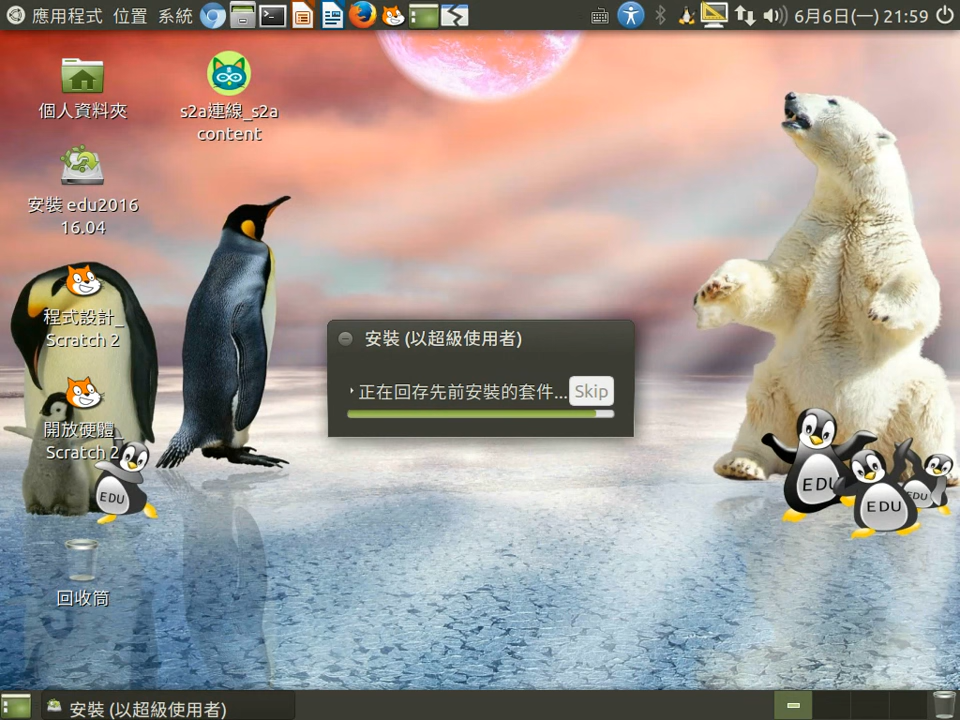 應用程式 位置 系統
6月6日(一) 21:59
個人資料夾
s2a連線_s2a
content
安裝 edu2016
16.04
程式設計_
Scratch 2
開放硬體_
Scratch 2
回收筒
安裝 (以超級使用者)
正在回存先前安裝的套件...
Skip
EDU
EDU
EDU
EDU
安裝 (以超級使用者)